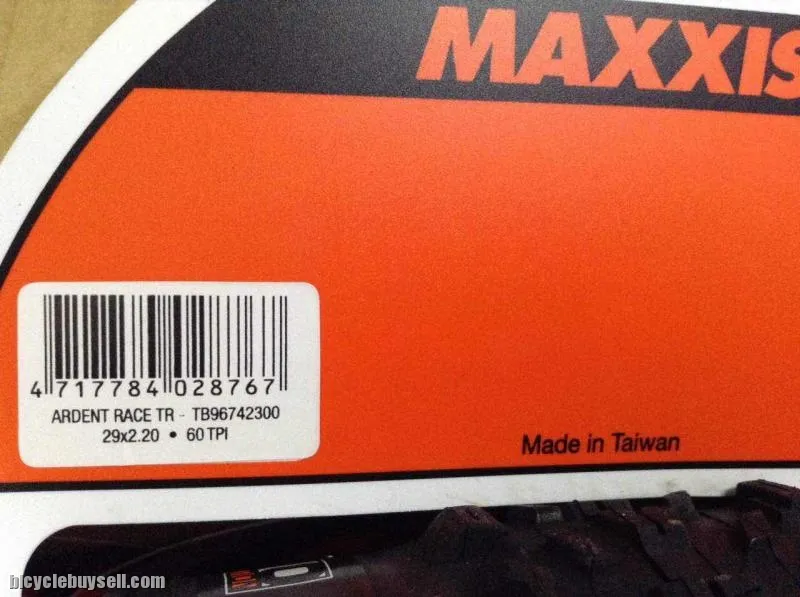 MAXXIS
4 717784 028767
ARDENT RACE TR - TB96742300
29x2.20 • 60 TPI
Made in Taiwan
bicyclebuysell.com